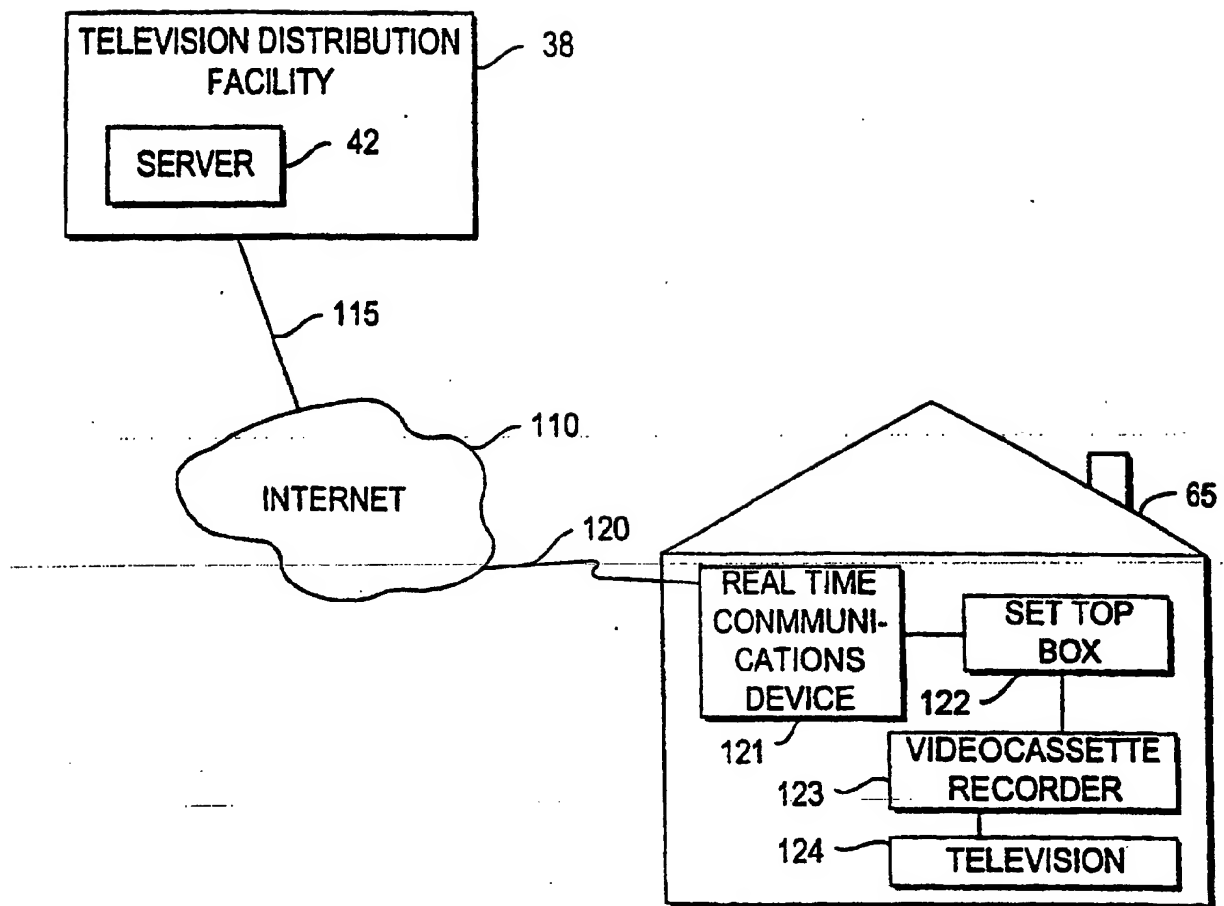 TELEVISION DISTRIBUTION
FACILITY
38
SERVER
42
115
110
INTERNET
120
65
REAL TIME
CONMMUNI-
CATIONS
DEVICE
121
SET TOP
BOX
122
VIDEOCASSETTE
RECORDER
123
TELEVISION
124